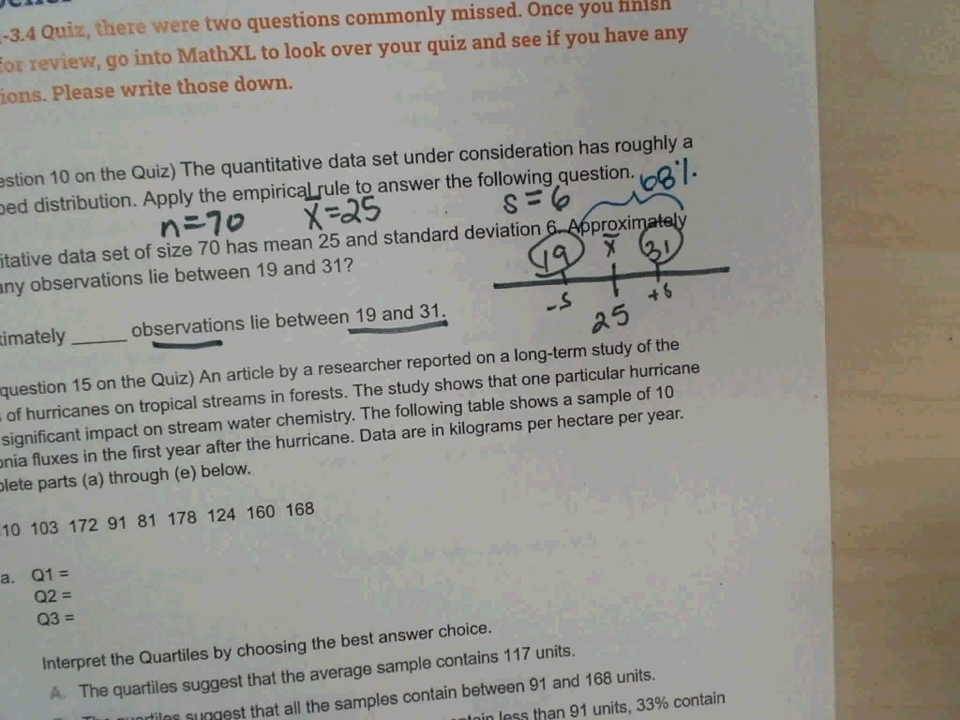 -3.4 Quiz, there were two questions commonly missed. Once you finish
for review, go into MathXL to look over your quiz and see if you have any
ions. Please write those down.
estion 10 on the Quiz) The quantitative data set under consideration has roughly a
ped distribution. Apply the empirical rule to answer the following question.
68%
n=70 X=25 s=6
itative data set of size 70 has mean 25 and standard deviation 6. Approximately
any observations lie between 19 and 31?
19 x̄ 31
-s +s
25
ximately _____ observations lie between 19 and 31.
question 15 on the Quiz) An article by a researcher reported on a long-term study of the
of hurricanes on tropical streams in forests. The study shows that one particular hurricane
significant impact on stream water chemistry. The following table shows a sample of 10
onia fluxes in the first year after the hurricane. Data are in kilograms per hectare per year.
plete parts (a) through (e) below.
10 103 172 91 81 178 124 160 168
a. Q1 =
Q2 =
Q3 =
Interpret the Quartiles by choosing the best answer choice.
A. The quartiles suggest that the average sample contains 117 units.
suggest that all the samples contain between 91 and 168 units.
less than 91 units, 33% contain